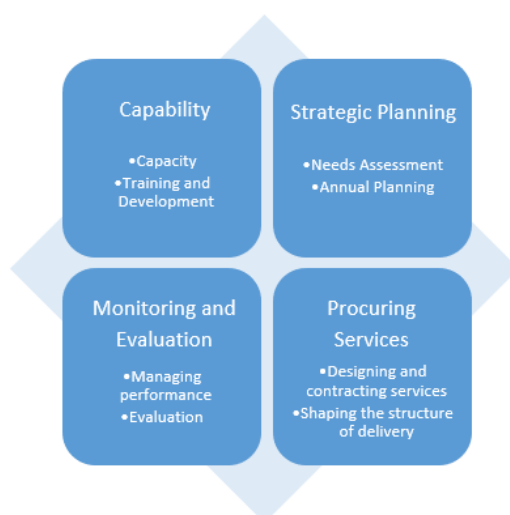 Capability
•Capacity
•Training and
Development
Strategic Planning
•Needs Assessment
•Annual Planning
Monitoring and
Evaluation
•Managing
performance
•Evaluation
Procuring
Services
•Designing and
contracting services
•Shaping the structure
of delivery